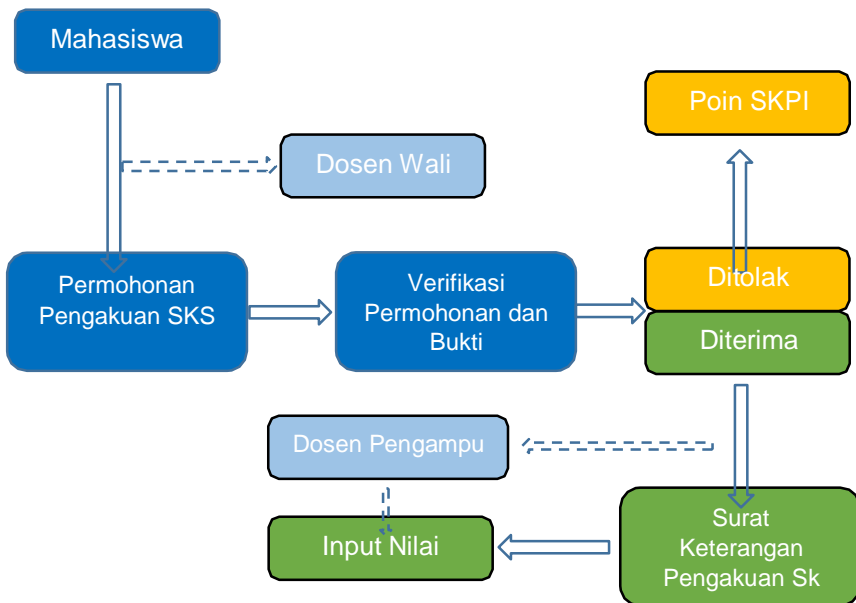 Mahasiswa
Poin SKPI
Dosen Wali
Permohonan
Pengakuan SKS
Verifikasi
Permohonan dan
Bukti
Ditolak
Diterima
Dosen Pengampu
Input Nilai
Surat
Keterangan
Pengakuan Sk